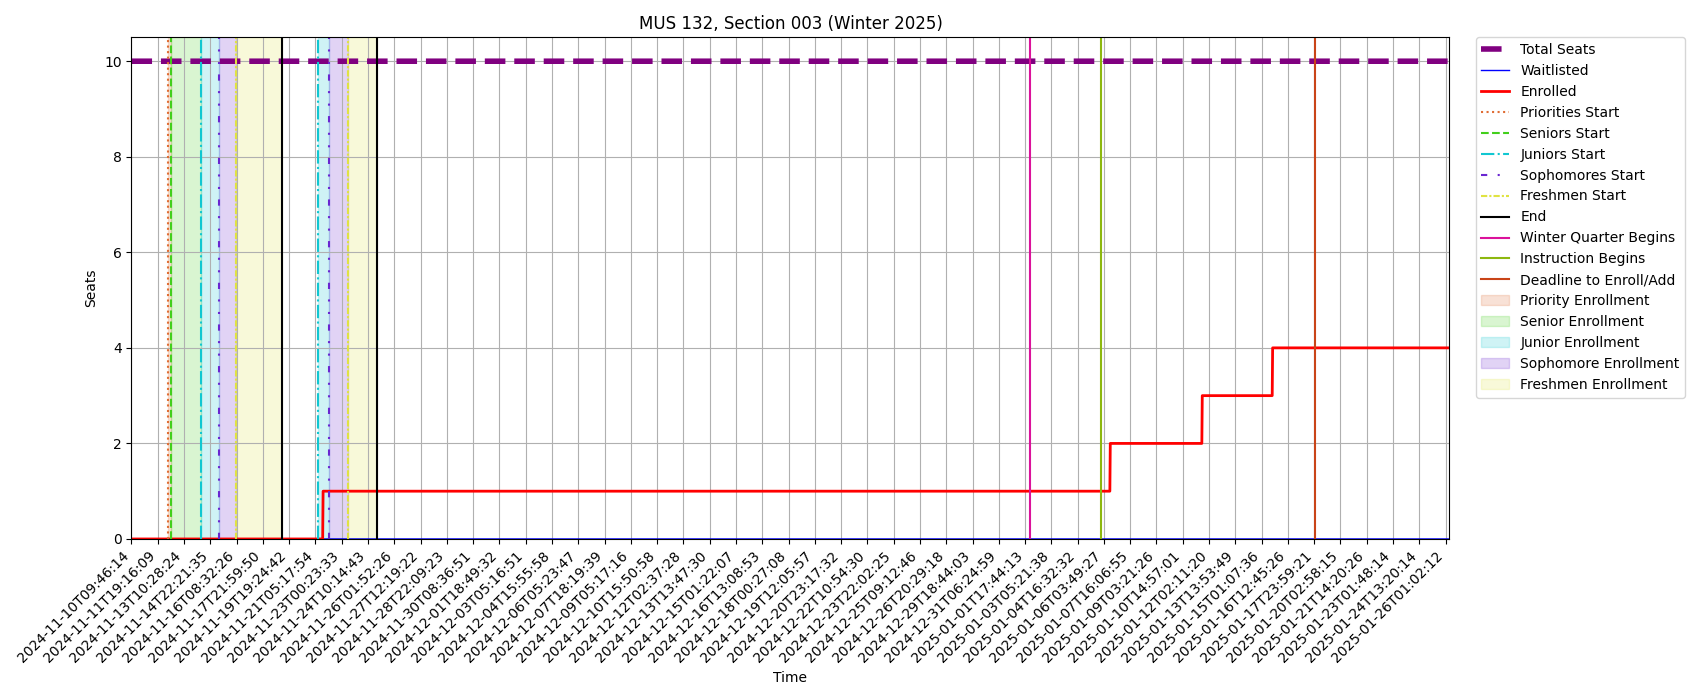 MUS 132, Section 003 (Winter 2025)
10
8
6
4
2
0
Seats
2024-11-10T09:46:14
2024-11-11T19:16:09
2024-11-13T10:28:24
2024-11-14T22:21:35
2024-11-16T08:32:26
2024-11-17T21:59:50
2024-11-19T19:24:42
2024-11-21T05:17:54
2024-11-23T00:23:33
2024-11-24T10:14:43
2024-11-26T01:52:26
2024-11-27T12:19:22
2024-11-28T22:09:23
2024-11-30T08:36:51
2024-12-01T18:49:32
2024-12-03T05:16:51
2024-12-04T15:55:58
2024-12-06T05:23:47
2024-12-07T18:19:39
2024-12-09T05:17:16
2024-12-10T15:50:58
2024-12-12T02:37:28
2024-12-13T13:47:30
2024-12-15T01:22:07
2024-12-16T13:08:53
2024-12-18T00:27:08
2024-12-19T12:05:57
2024-12-20T23:17:32
2024-12-22T10:54:30
2024-12-23T22:02:25
2024-12-25T09:12:46
2024-12-26T20:29:18
2024-12-29T18:44:03
2024-12-31T06:24:59
2025-01-01T17:44:13
2025-01-03T05:21:38
2025-01-04T16:32:32
2025-01-06T03:49:27
2025-01-07T16:06:55
2025-01-09T03:21:26
2025-01-10T14:57:01
2025-01-12T02:11:20
2025-01-13T13:53:49
2025-01-15T01:07:36
2025-01-16T12:45:26
2025-01-17T23:59:21
2025-01-20T02:58:15
2025-01-21T14:20:26
2025-01-23T01:48:14
2025-01-24T13:20:14
2025-01-26T01:02:12
Time
Total Seats
Waitlisted
Enrolled
Priorities Start
Seniors Start
Juniors Start
Sophomores Start
Freshmen Start
End
Winter Quarter Begins
Instruction Begins
Deadline to Enroll/Add
Priority Enrollment
Senior Enrollment
Junior Enrollment
Sophomore Enrollment
Freshmen Enrollment